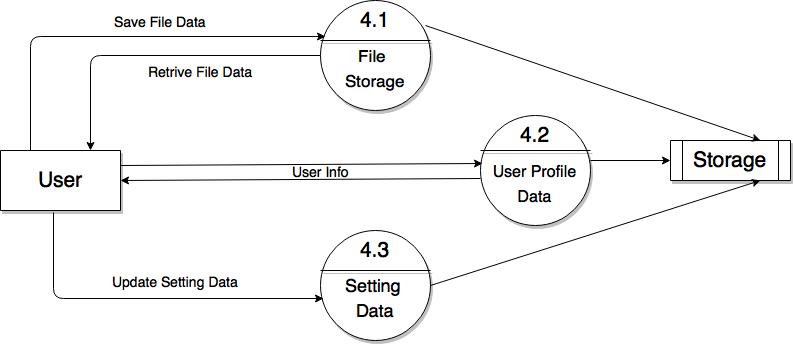 Save File Data
4.1
File
Storage
Retrive File Data
4.2
User Profile
Data
User Info
User
Storage
4.3
Setting
Data
Update Setting Data